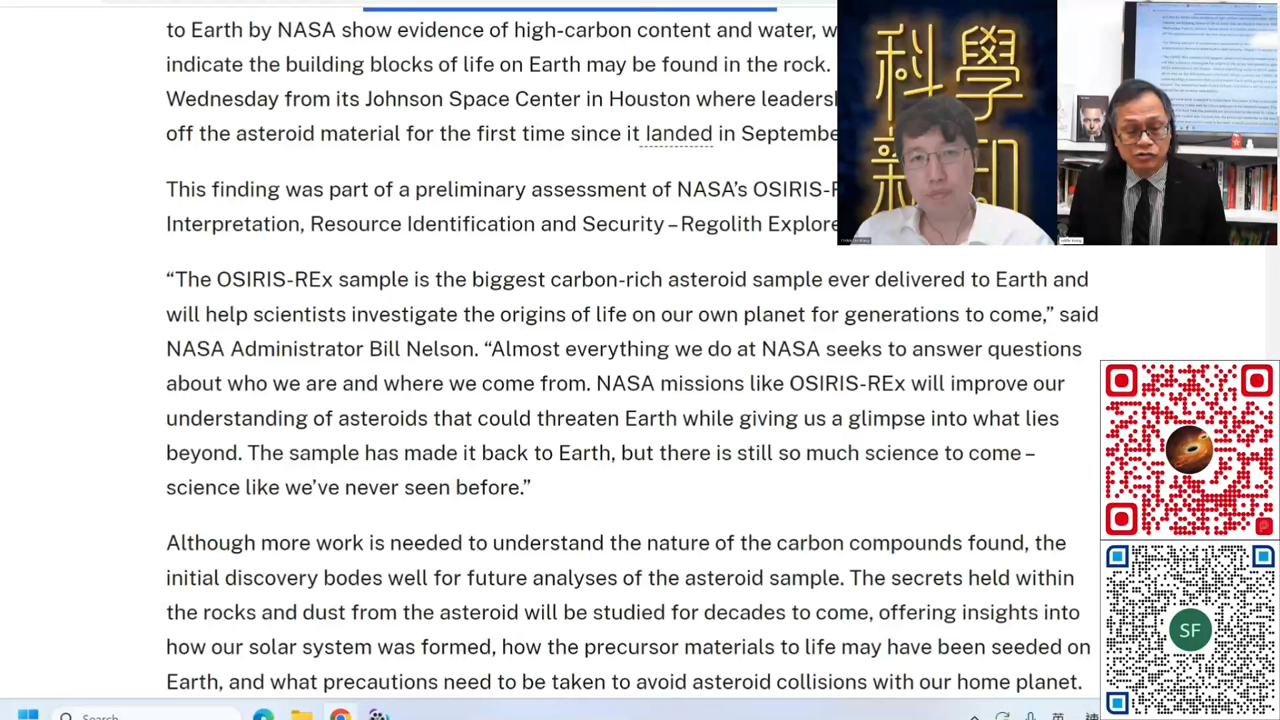 to Earth by NASA show evidence of high-carbon content and water,
indicate the building blocks of life on Earth may be found in the rock.
Wednesday from its Johnson Space Center in Houston where leadershi
off the asteroid material for the first time since it landed in Septembe
This finding was part of a preliminary assessment of NASA’s OSIRIS-R
Interpretation, Resource Identification and Security – Regolith Explore
“The OSIRIS-REx sample is the biggest carbon-rich asteroid sample ever delivered to Earth and
will help scientists investigate the origins of life on our own planet for generations to come,” said
NASA Administrator Bill Nelson. “Almost everything we do at NASA seeks to answer questions
about who we are and where we come from. NASA missions like OSIRIS-REx will improve our
understanding of asteroids that could threaten Earth while giving us a glimpse into what lies
beyond. The sample has made it back to Earth, but there is still so much science to come –
science like we’ve never seen before.”
Although more work is needed to understand the nature of the carbon compounds found, the
initial discovery bodes well for future analyses of the asteroid sample. The secrets held within
the rocks and dust from the asteroid will be studied for decades to come, offering insights into
how our solar system was formed, how the precursor materials to life may have been seeded on
Earth, and what precautions need to be taken to avoid asteroid collisions with our home planet.
科學
新知
SF
Search
英